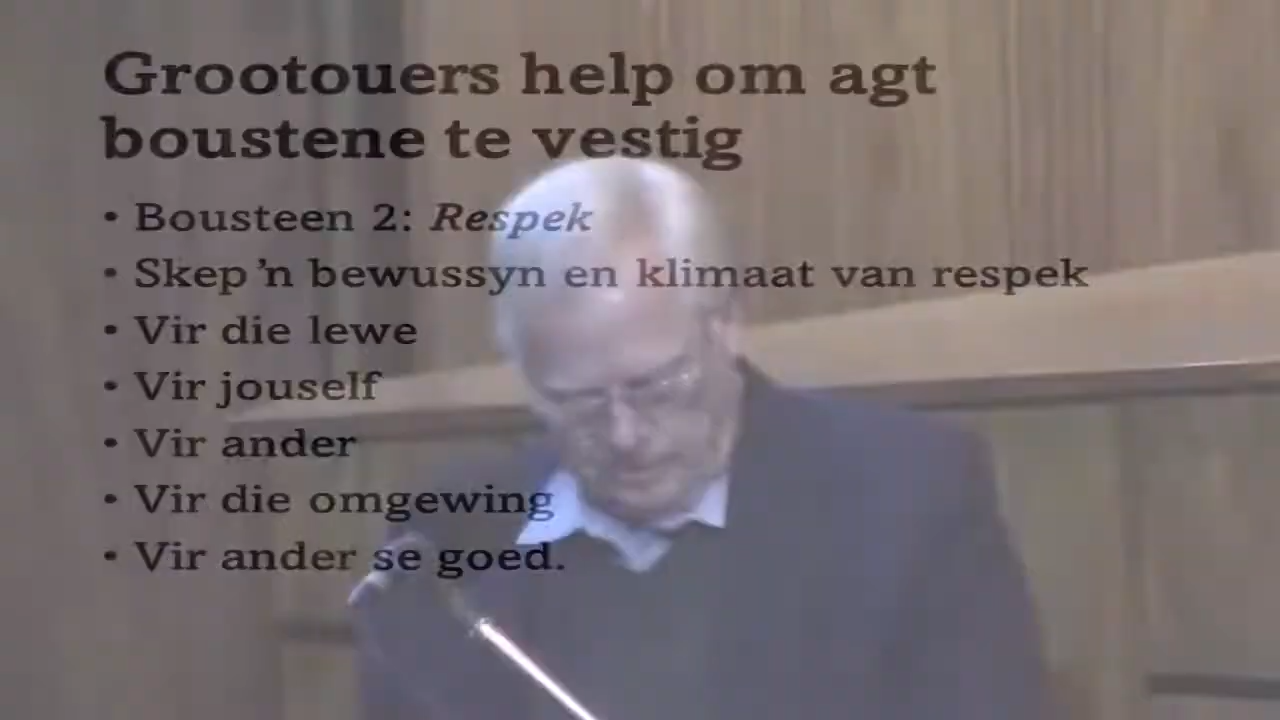 Grootouers help om agt
boustene te vestig
• Bousteen 2: Respek
• Skep 'n bewussyn en klimaat van respek
• Vir die lewe
• Vir jouself
• Vir ander
• Vir die omgewing
• Vir ander se goed.